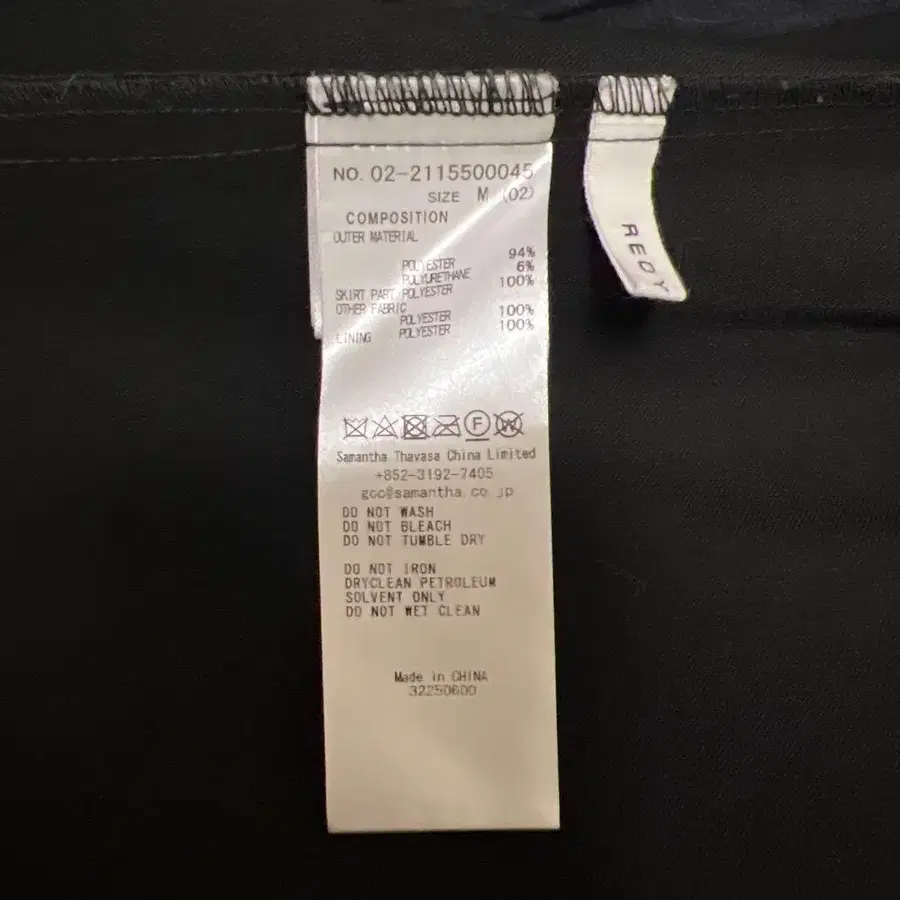 NO. 02-2115500045
SIZE M (02)
COMPOSITION
OUTER MATERIAL
POLYESTER 94%
POLYURETHANE 6%
SKIRT PART POLYESTER 100%
OTHER FABRIC
POLYESTER 100%
LINING POLYESTER 100%
F W
Samantha Thavasa China Limited
+852-3192-7405
gcc@samantha.co.jp
DO NOT WASH
DO NOT BLEACH
DO NOT TUMBLE DRY
DO NOT IRON
DRYCLEAN PETROLEUM
SOLVENT ONLY
DO NOT WET CLEAN
Made in CHINA
32250600
REDY